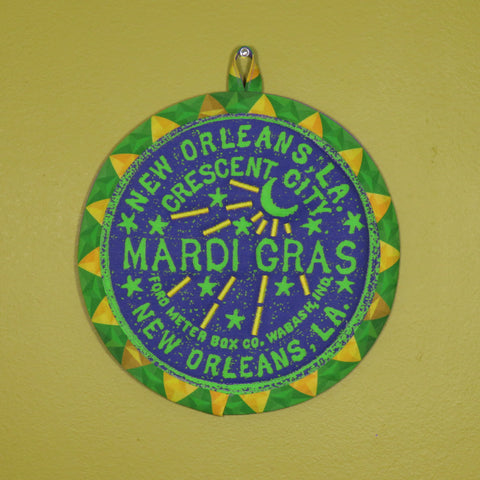 NEW ORLEANS, LA.
CRESCENT CITY
MARDI GRAS
FORD METER BOX CO. WABASH, IND.
NEW ORLEANS, LA.